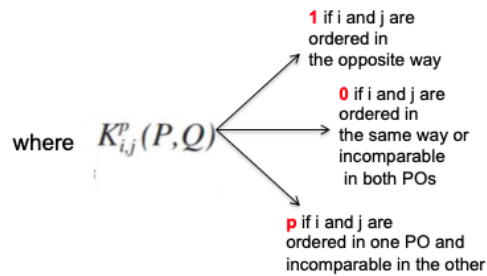 1 if i and j are
ordered in
the opposite way
0 if i and j are
ordered in
the same way or
incomparable
in both POs
where K^p_{i,j}(P,Q)
p if i and j are
ordered in one PO and
incomparable in the other